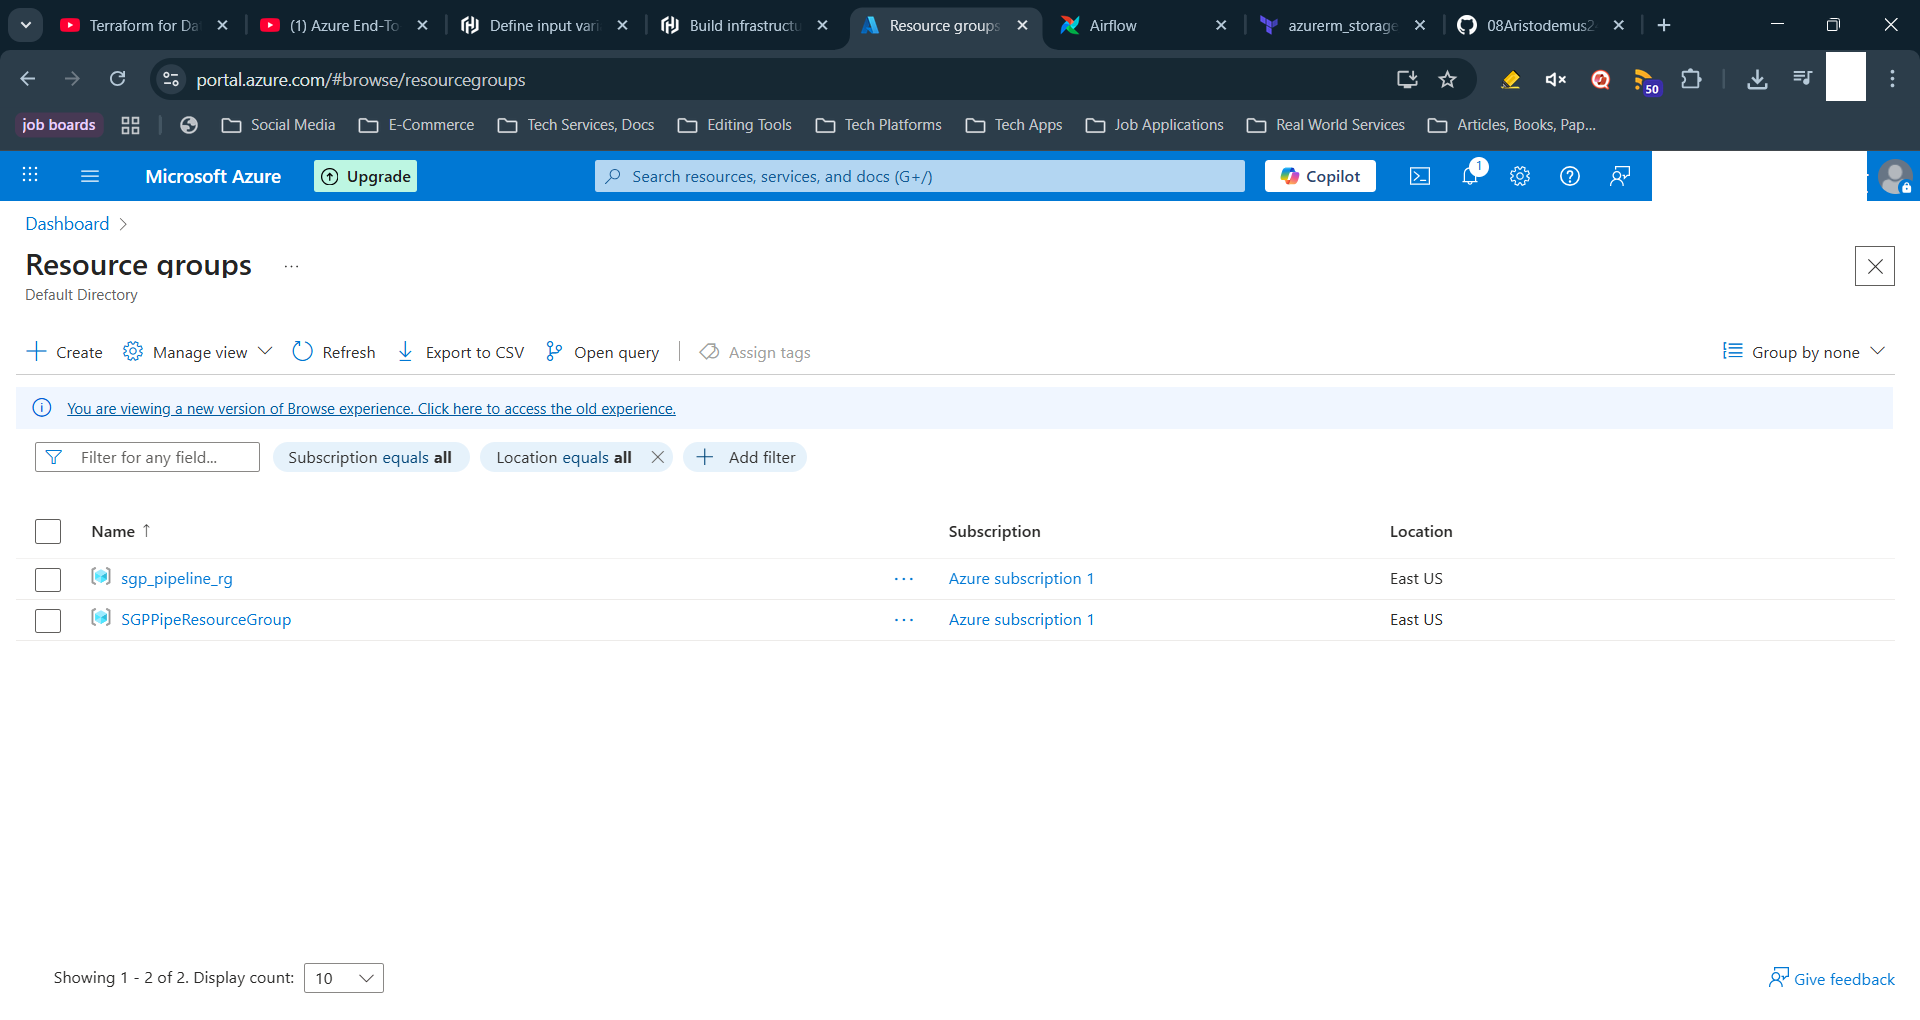 Terraform for Da
(1) Azure End-To
Define input vari
Build infrastructu
Resource groups
Airflow
azurerm_storage
08Aristodemus2
portal.azure.com/#browse/resourcegroups
50
job boards
Social Media
E-Commerce
Tech Services, Docs
Editing Tools
Tech Platforms
Tech Apps
Job Applications
Real World Services
Articles, Books, Pap...
Microsoft Azure
Upgrade
Search resources, services, and docs (G+/)
Copilot
1
Dashboard
Resource groups
...
Default Directory
Create
Manage view
Refresh
Export to CSV
Open query
Assign tags
Group by none
You are viewing a new version of Browse experience. Click here to access the old experience.
Filter for any field...
Subscription equals all
Location equals all
Add filter
Name ↑
Subscription
Location
sgp_pipeline_rg
...
Azure subscription 1
East US
SGPPipeResourceGroup
...
Azure subscription 1
East US
Showing 1 - 2 of 2. Display count:
10
Give feedback